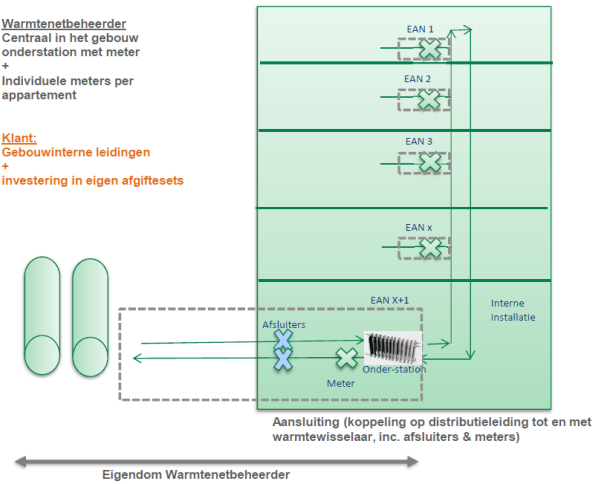 Warmtenetbeheerder
Centraal in het gebouw
onderstation met meter
+
Individuele meters per
appartement
Klant:
Gebouwinterne leidingen
+
investering in eigen afgiftesets
EAN 1
EAN 2
EAN 3
EAN x
EAN X+1
Interne
installatie
Afsluiters
Onder-station
Meter
Aansluiting (koppeling op distributieleiding tot en met
warmtewisselaar, inc. afsluiters & meters)
Eigendom Warmtenetbeheerder